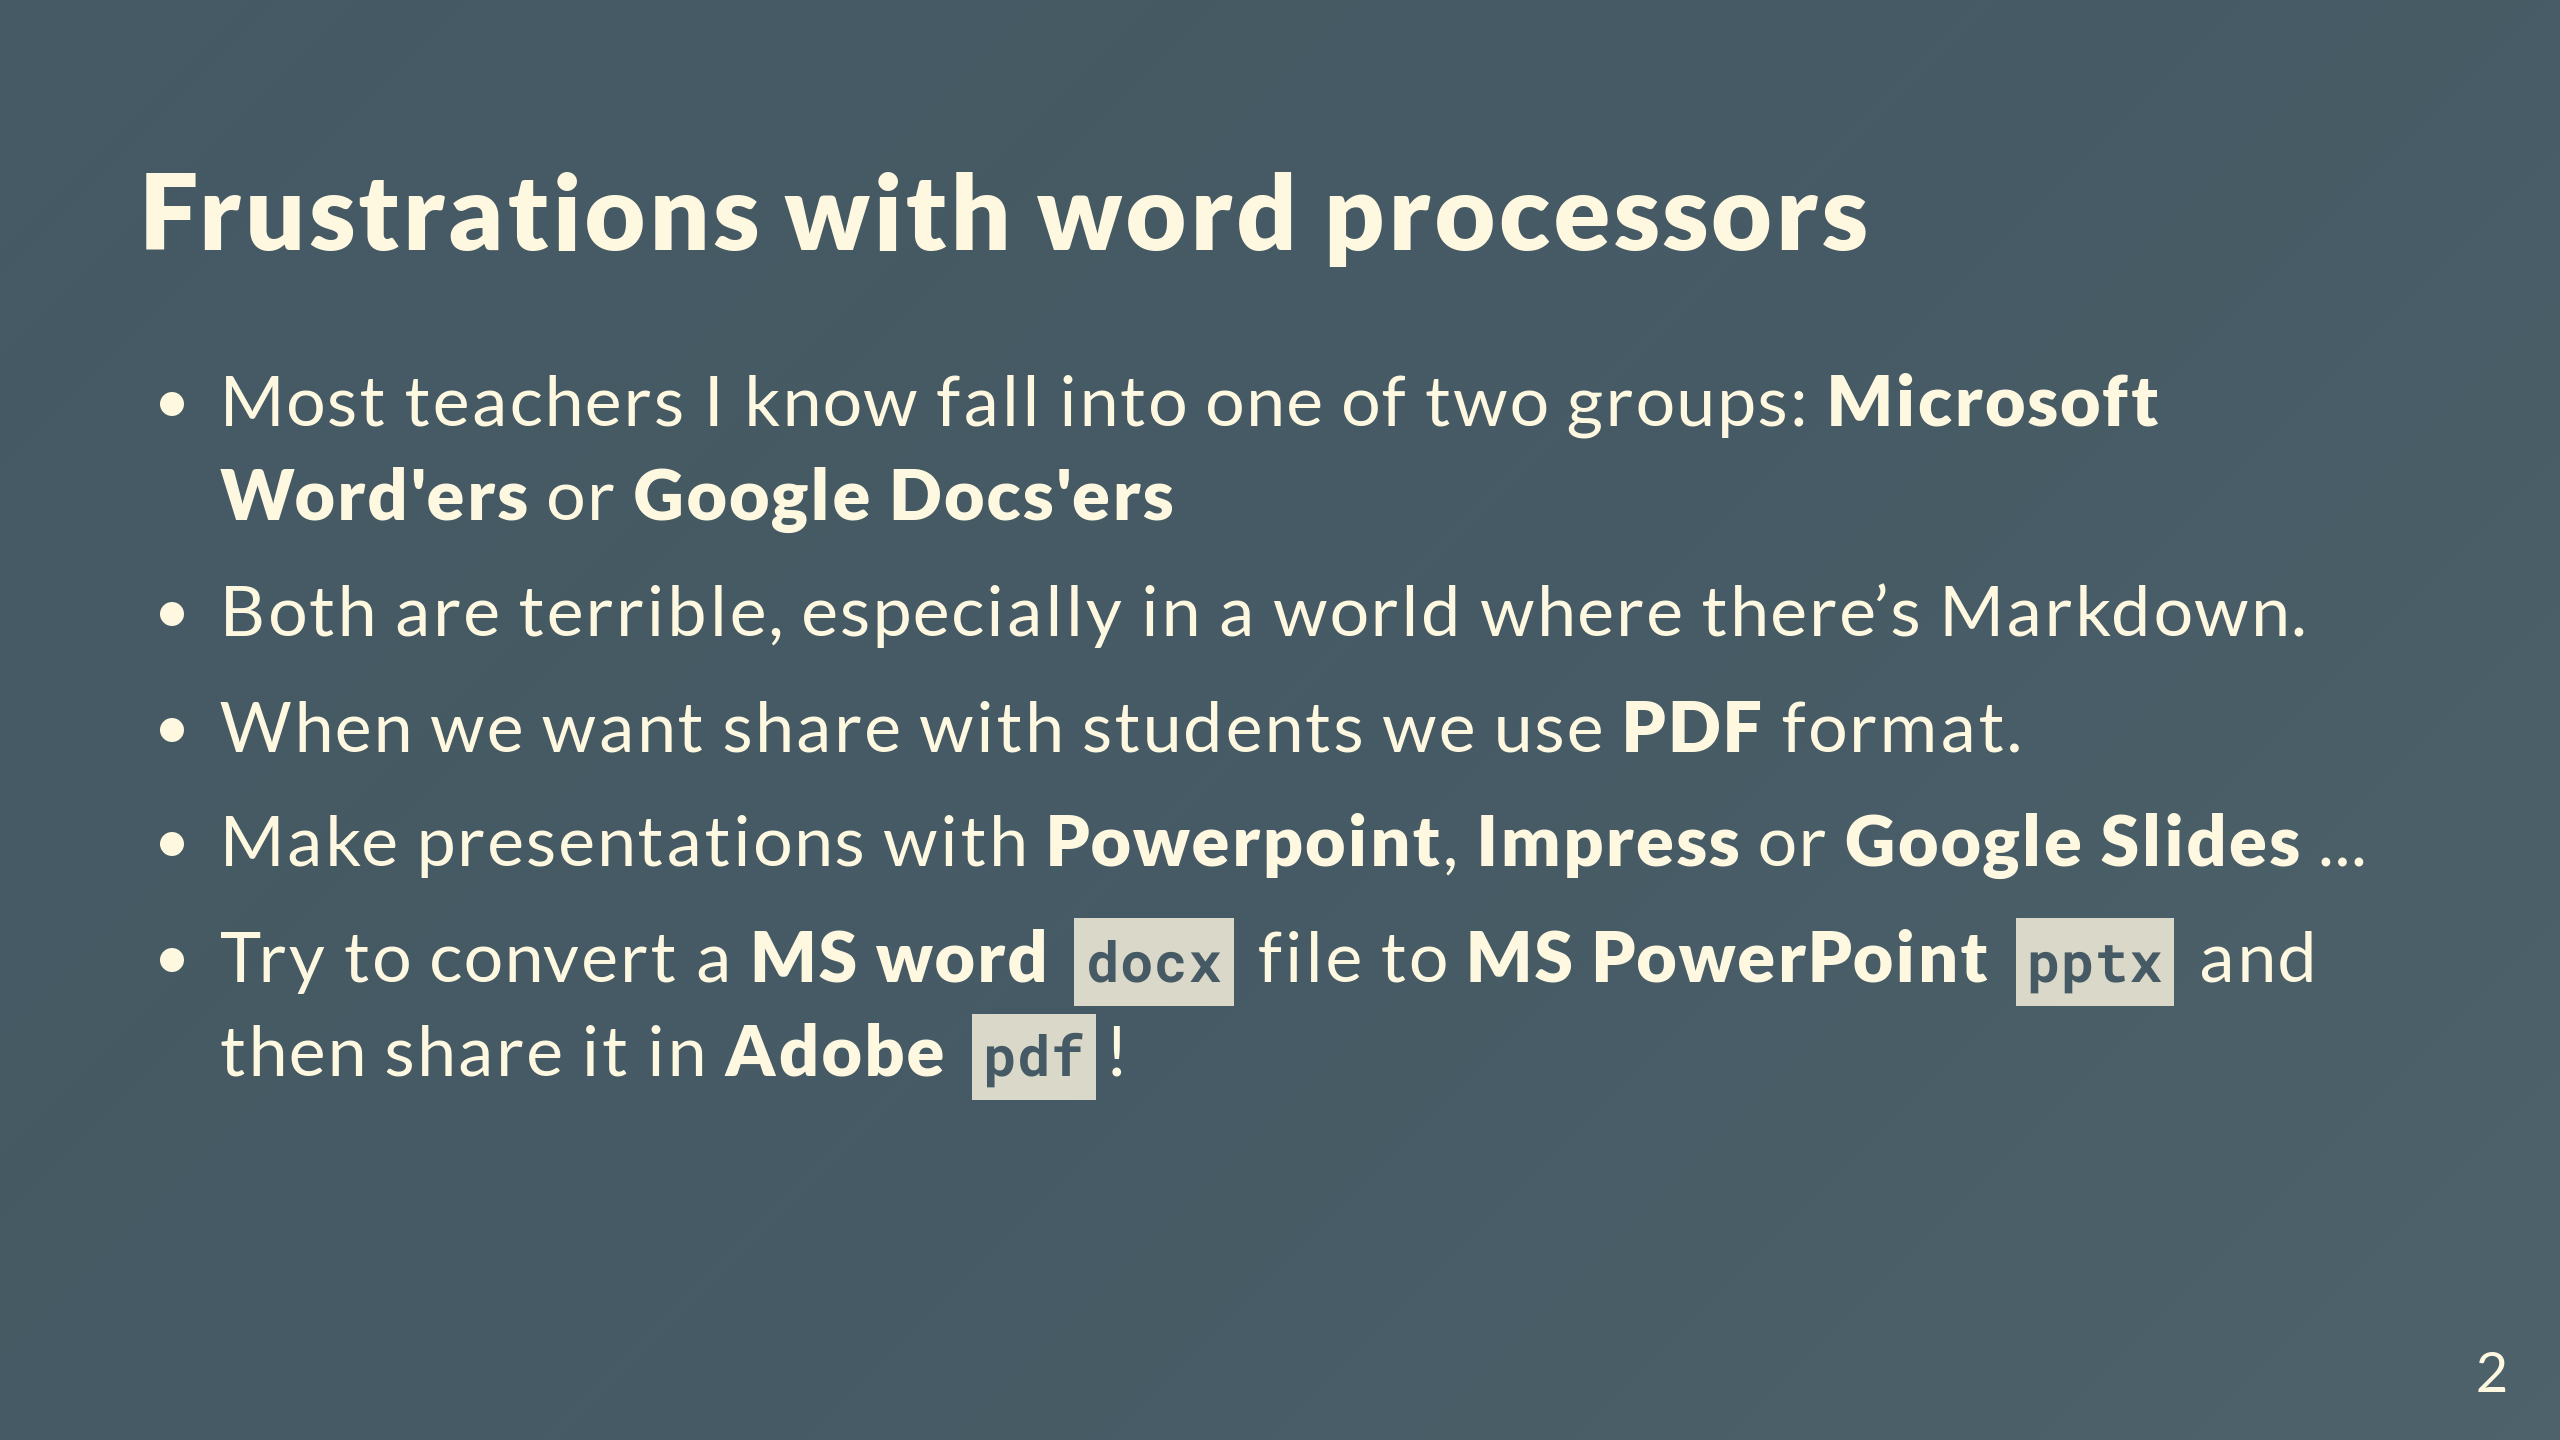 Frustrations with word processors
Most teachers I know fall into one of two groups: Microsoft
Word'ers or Google Docs'ers
Both are terrible, especially in a world where there’s Markdown.
When we want share with students we use PDF format.
Make presentations with Powerpoint, Impress or Google Slides ...
Try to convert a MS word docx file to MS PowerPoint pptx and
then share it in Adobe pdf!
2